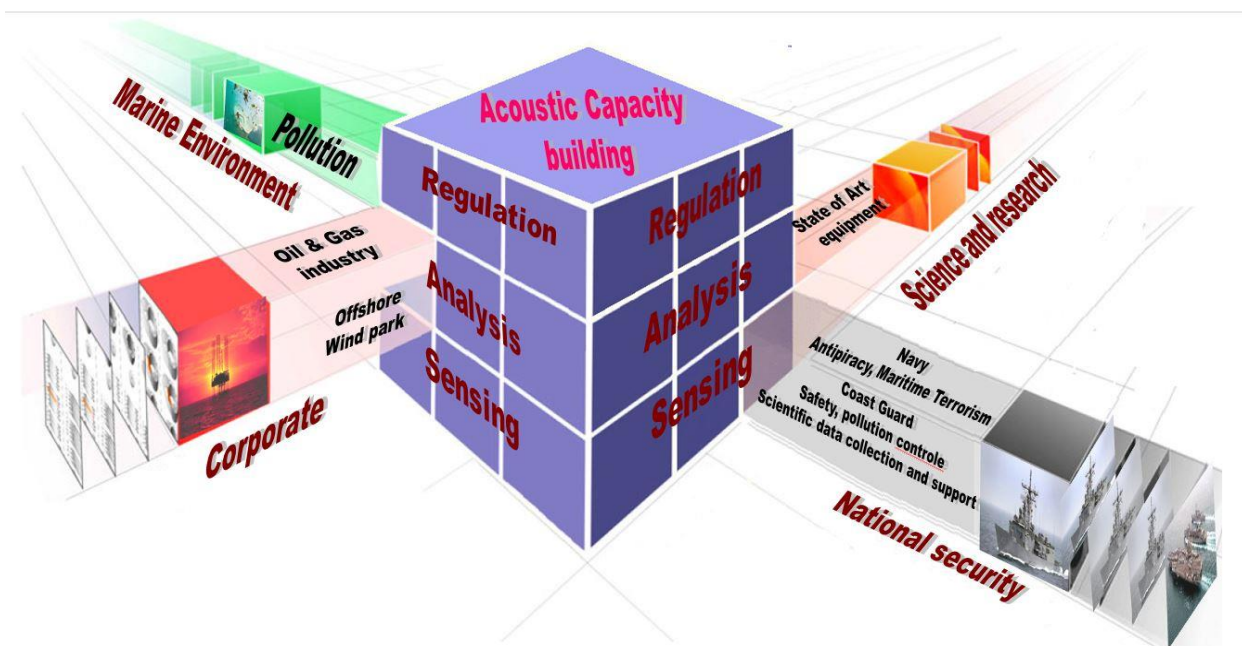 Acoustic Capacity
building
Regulation
Analysis
Sensing
Regulation
Analysis
Sensing
Pollution
Marine Environment
Oil & Gas
industry
Offshore
Wind park
Corporate
State of Art
equipment
Science and research
Navy
Antipiracy, Maritime Terrorism
Coast Guard
Safety, pollution controle
Scientific data collection and support
National security